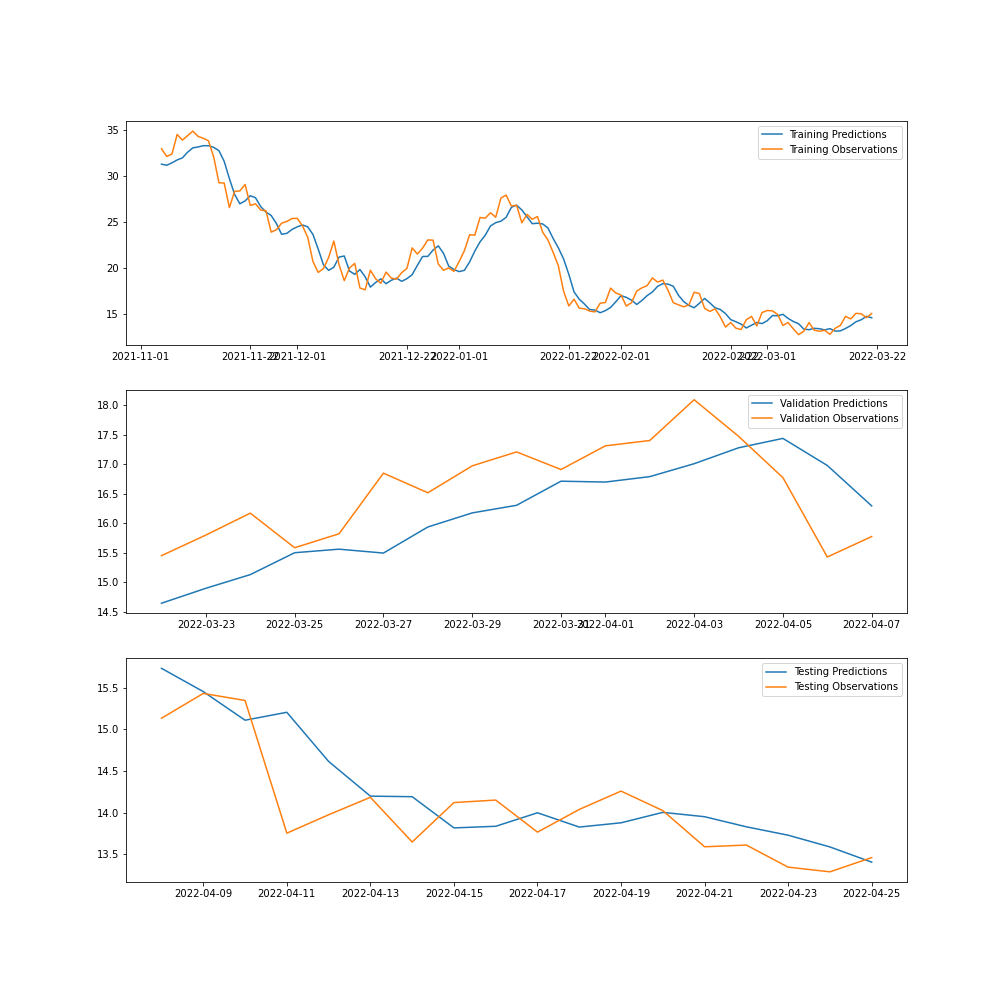 Training Predictions
Training Observations
35
30
25
20
15
2021-11-01 2021-11-22 2021-12-01 2021-12-22 2022-01-01 2022-01-22 2022-02-01 2022-02-22 2022-03-01 2022-03-22
Validation Predictions
Validation Observations
18.0
17.5
17.0
16.5
16.0
15.5
15.0
14.5
2022-03-23 2022-03-25 2022-03-27 2022-03-29 2022-03-31 2022-04-01 2022-04-03 2022-04-05 2022-04-07
Testing Predictions
Testing Observations
15.5
15.0
14.5
14.0
13.5
2022-04-09 2022-04-11 2022-04-13 2022-04-15 2022-04-17 2022-04-19 2022-04-21 2022-04-23 2022-04-25